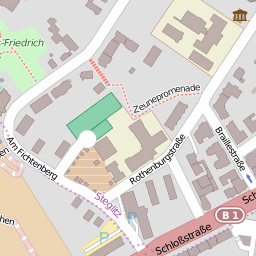 -Friedrich
Zeunepromenade
Am Fichtenberg
Rothenburgstraße
Braillestraße
Steglitz
B 1
Schloßstraße
P